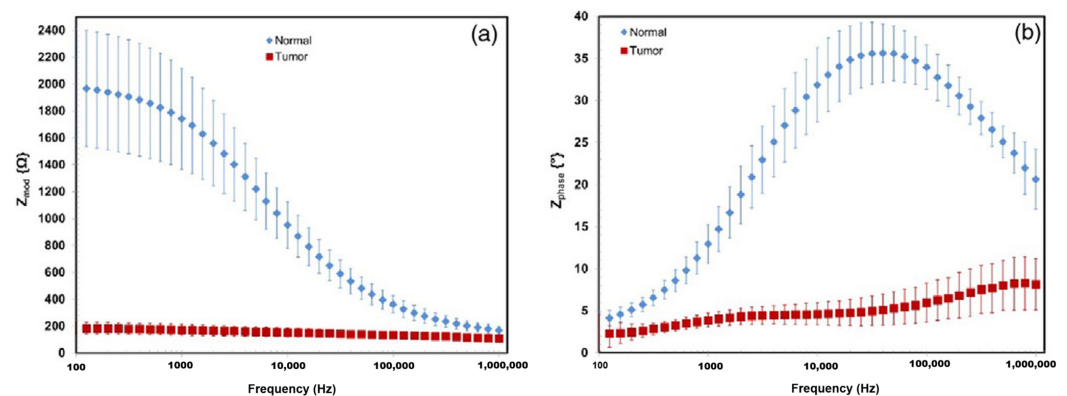 2400
2200
2000
1800
1600
1400
1200
1000
800
600
400
200
0
Zmod {Ω}
Normal
Tumor
(a)
100 1000 10,000 100,000 1,000,000
Frequency (Hz)
40
35
30
25
20
15
10
5
0
Zphase {°}
Normal
Tumor
(b)
100 1000 10,000 100,000 1,000,000
Frequency (Hz)